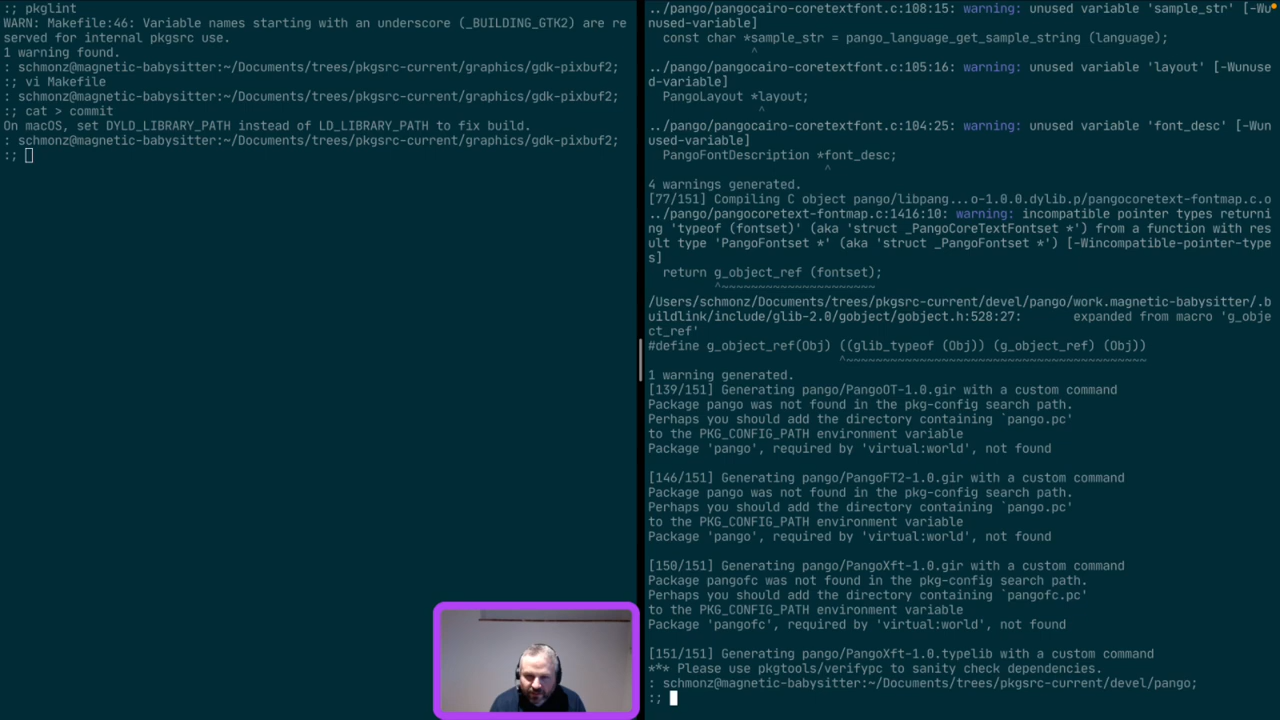 :; pkglint
WARN: Makefile:46: Variable names starting with an underscore (_BUILDING_GTK2) are re
served for internal pkgsrc use.
1 warning found.
: schmonz@magnetic-babysitter:~/Documents/trees/pkgsrc-current/graphics/gdk-pixbuf2;
:; vi Makefile
: schmonz@magnetic-babysitter:~/Documents/trees/pkgsrc-current/graphics/gdk-pixbuf2;
:; cat > commit
On macOS, set DYLD_LIBRARY_PATH instead of LD_LIBRARY_PATH to fix build.
: schmonz@magnetic-babysitter:~/Documents/trees/pkgsrc-current/graphics/gdk-pixbuf2;
:;
../pango/pangocairo-coretextfont.c:108:15: warning: unused variable 'sample_str' [-Wu
nused-variable]
const char *sample_str = pango_language_get_sample_string (language);
^
../pango/pangocairo-coretextfont.c:105:16: warning: unused variable 'layout' [-Wunuse
d-variable]
PangoLayout *layout;
^
../pango/pangocairo-coretextfont.c:104:25: warning: unused variable 'font_desc' [-Wun
used-variable]
PangoFontDescription *font_desc;
^
4 warnings generated.
[77/151] Compiling C object pango/libpang...o-1.0.0.dylib.p/pangocoretext-fontmap.c.o
../pango/pangocoretext-fontmap.c:1416:10: warning: incompatible pointer types returni
ng 'typeof (fontset)' (aka 'struct _PangoCoreTextFontset *') from a function with res
ult type 'PangoFontset *' (aka 'struct _PangoFontset *') [-Wincompatible-pointer-type
s]
return g_object_ref (fontset);
^~~~~~~~~~~~~~~~~~~~~~
/Users/schmonz/Documents/trees/pkgsrc-current/devel/pango/work.magnetic-babysitter/.b
uildlink/include/glib-2.0/gobject/gobject.h:528:27: expanded from macro 'g_obje
ct_ref'
#define g_object_ref(Obj) ((glib_typeof (Obj)) (g_object_ref) (Obj))
^~~~~~~~~~~~~~~~~~~~~~~~~~~~~~~~~~~~~~~~~~
1 warning generated.
[139/151] Generating pango/PangoOT-1.0.gir with a custom command
Package pango was not found in the pkg-config search path.
Perhaps you should add the directory containing `pango.pc'
to the PKG_CONFIG_PATH environment variable
Package 'pango', required by 'virtual:world', not found
[146/151] Generating pango/PangoFT2-1.0.gir with a custom command
Package pango was not found in the pkg-config search path.
Perhaps you should add the directory containing `pango.pc'
to the PKG_CONFIG_PATH environment variable
Package 'pango', required by 'virtual:world', not found
[150/151] Generating pango/PangoXft-1.0.gir with a custom command
Package pangofc was not found in the pkg-config search path.
Perhaps you should add the directory containing `pangofc.pc'
to the PKG_CONFIG_PATH environment variable
Package 'pangofc', required by 'virtual:world', not found
[151/151] Generating pango/PangoXft-1.0.typelib with a custom command
*** Please use pkgtools/verifypc to sanity check dependencies.
: schmonz@magnetic-babysitter:~/Documents/trees/pkgsrc-current/devel/pango;
:;